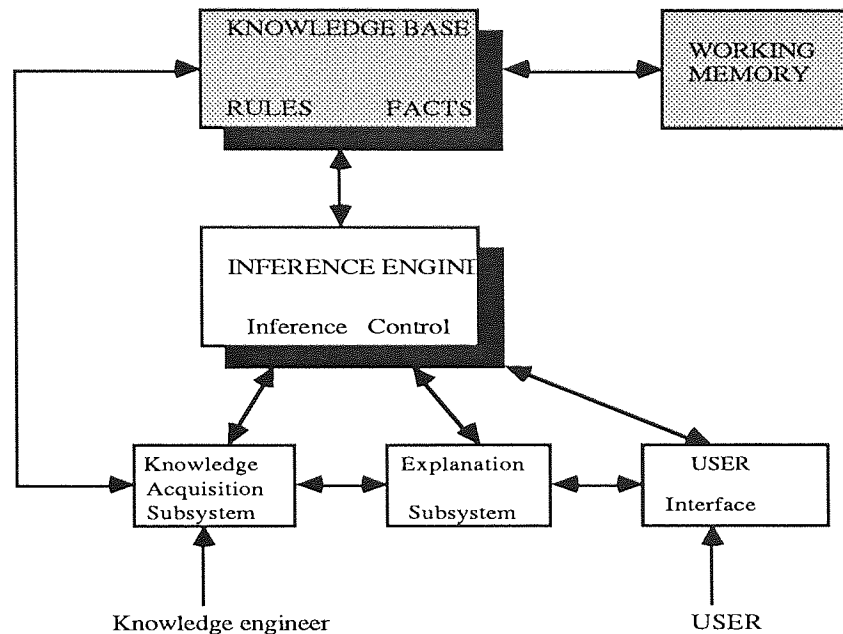 KNOWLEDGE BASE
RULES FACTS
WORKING
MEMORY
INFERENCE ENGINE
Inference Control
Knowledge
Acquisition
Subsystem
Explanation
Subsystem
USER
Interface
Knowledge engineer
USER